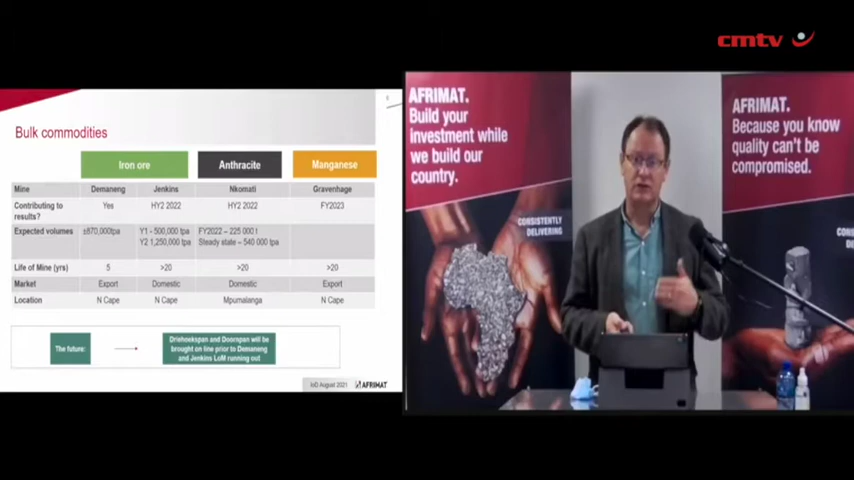 cmtv
Bulk commodities
Iron ore
Anthracite
Manganese
Mine
Demaneng
Jenkins
Nkomati
Gravenhage
Contributing to
results?
Yes
HY2 2022
HY2 2022
FY2023
Expected volumes
±870,000tpa
Y1 - 500,000 tpa
Y2 1,250,000 tpa
FY2022 – 225 000 t
Steady state – 540 000 tpa
Life of Mine (yrs)
5
>20
>20
>20
Market
Export
Domestic
Domestic
Export
Location
N Cape
N Cape
Mpumalanga
N Cape
The future:
Driehoekspan and Doornpan will be
brought on line prior to Demaneng
and Jenkins LoM running out
IoD August 2021
AFRIMAT
AFRIMAT.
Build your
investment while
we build our
country.
CONSISTENTLY
DELIVERING
AFRIMAT.
Because you know
quality can't be
compromised.